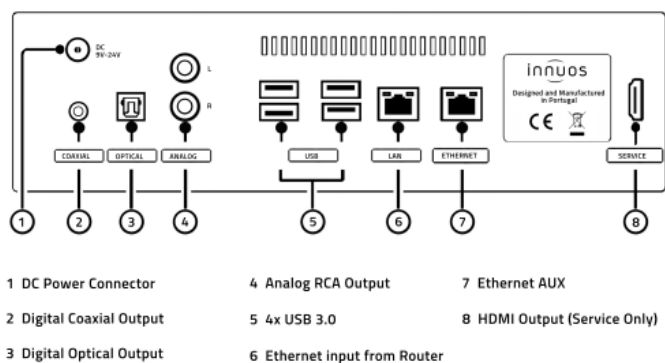 DC
9V-24V
L
R
innuos
Designed and Manufactured
in Portugal
CE
COAXIAL
OPTICAL
ANALOG
USB
LAN
ETHERNET
SERVICE
1
2
3
4
5
6
7
8
1 DC Power Connector
2 Digital Coaxial Output
3 Digital Optical Output
4 Analog RCA Output
5 4x USB 3.0
6 Ethernet input from Router
7 Ethernet AUX
8 HDMI Output (Service Only)